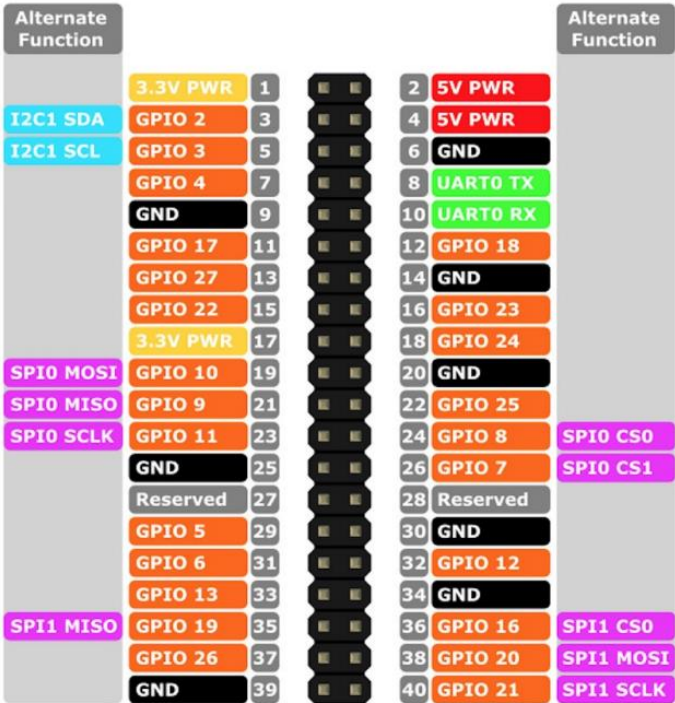 Alternate Function Alternate Function
3.3V PWR 1 2 5V PWR
I2C1 SDA GPIO 2 3 4 5V PWR
I2C1 SCL GPIO 3 5 6 GND
GPIO 4 7 8 UART0 TX
GND 9 10 UART0 RX
GPIO 17 11 12 GPIO 18
GPIO 27 13 14 GND
GPIO 22 15 16 GPIO 23
3.3V PWR 17 18 GPIO 24
SPI0 MOSI GPIO 10 19 20 GND
SPI0 MISO GPIO 9 21 22 GPIO 25
SPI0 SCLK GPIO 11 23 24 GPIO 8 SPI0 CS0
GND 25 26 GPIO 7 SPI0 CS1
Reserved 27 28 Reserved
GPIO 5 29 30 GND
GPIO 6 31 32 GPIO 12
GPIO 13 33 34 GND
SPI1 MISO GPIO 19 35 36 GPIO 16 SPI1 CS0
GPIO 26 37 38 GPIO 20 SPI1 MOSI
GND 39 40 GPIO 21 SPI1 SCLK